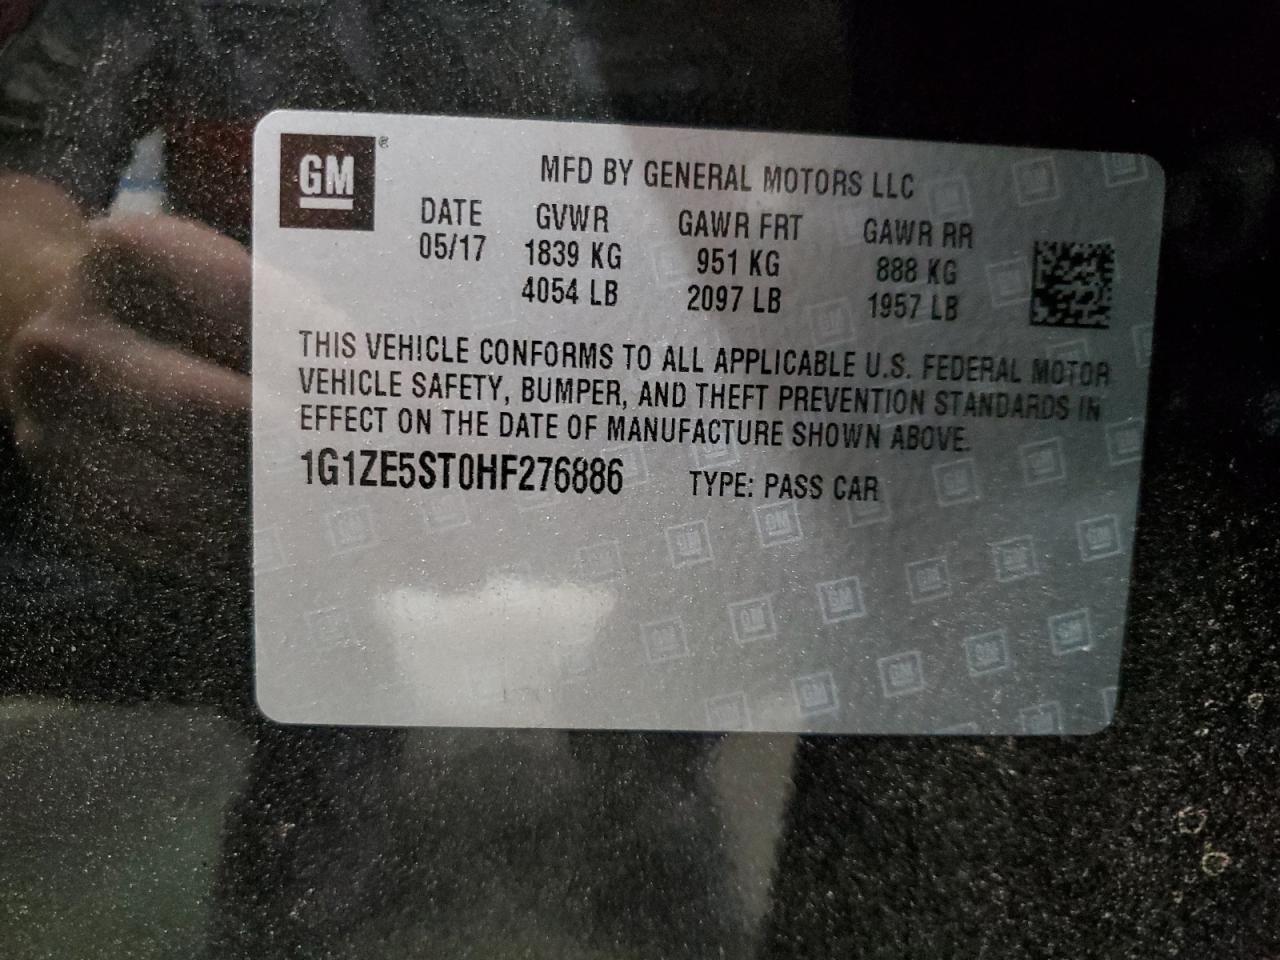 GM®
MFD BY GENERAL MOTORS LLC
DATE GVWR GAWR FRT GAWR RR
05/17 1839 KG 951 KG 888 KG
4054 LB 2097 LB 1957 LB
THIS VEHICLE CONFORMS TO ALL APPLICABLE U.S. FEDERAL MOTOR
VEHICLE SAFETY, BUMPER, AND THEFT PREVENTION STANDARDS IN
EFFECT ON THE DATE OF MANUFACTURE SHOWN ABOVE.
1G1ZE5ST0HF276886 TYPE: PASS CAR